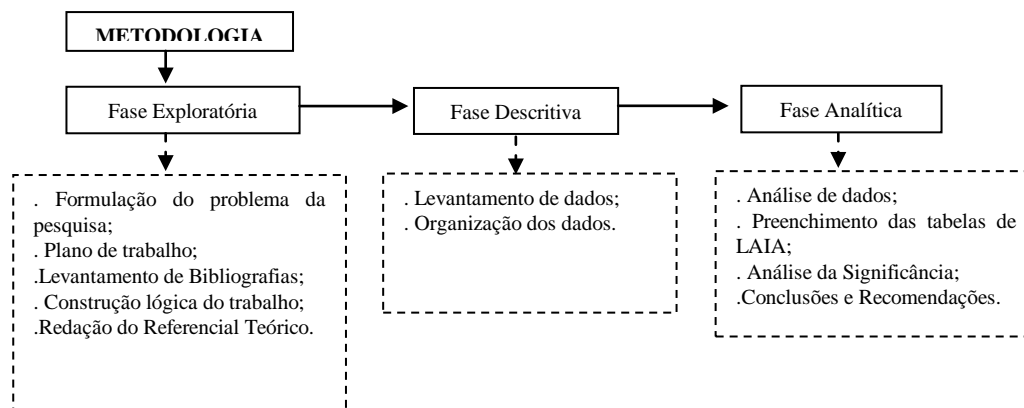 METODOLOGIA
Fase Exploratória
Fase Descritiva
Fase Analítica
. Formulação do problema da
pesquisa;
. Plano de trabalho;
.Levantamento de Bibliografias;
. Construção lógica do trabalho;
.Redação do Referencial Teórico.
. Levantamento de dados;
. Organização dos dados.
. Análise de dados;
. Preenchimento das tabelas de
LAIA;
. Análise da Significância;
.Conclusões e Recomendações.